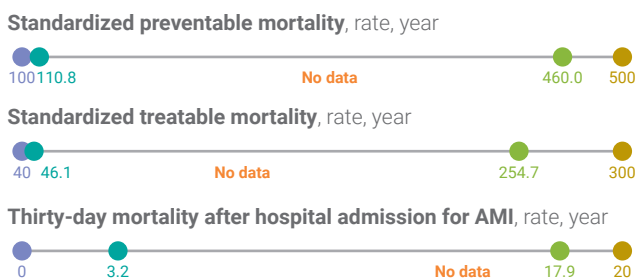 Standardized preventable mortality, rate, year
100 110.8 No data 460.0 500
Standardized treatable mortality, rate, year
40 46.1 No data 254.7 300
Thirty-day mortality after hospital admission for AMI, rate, year
0 3.2 No data 17.9 20